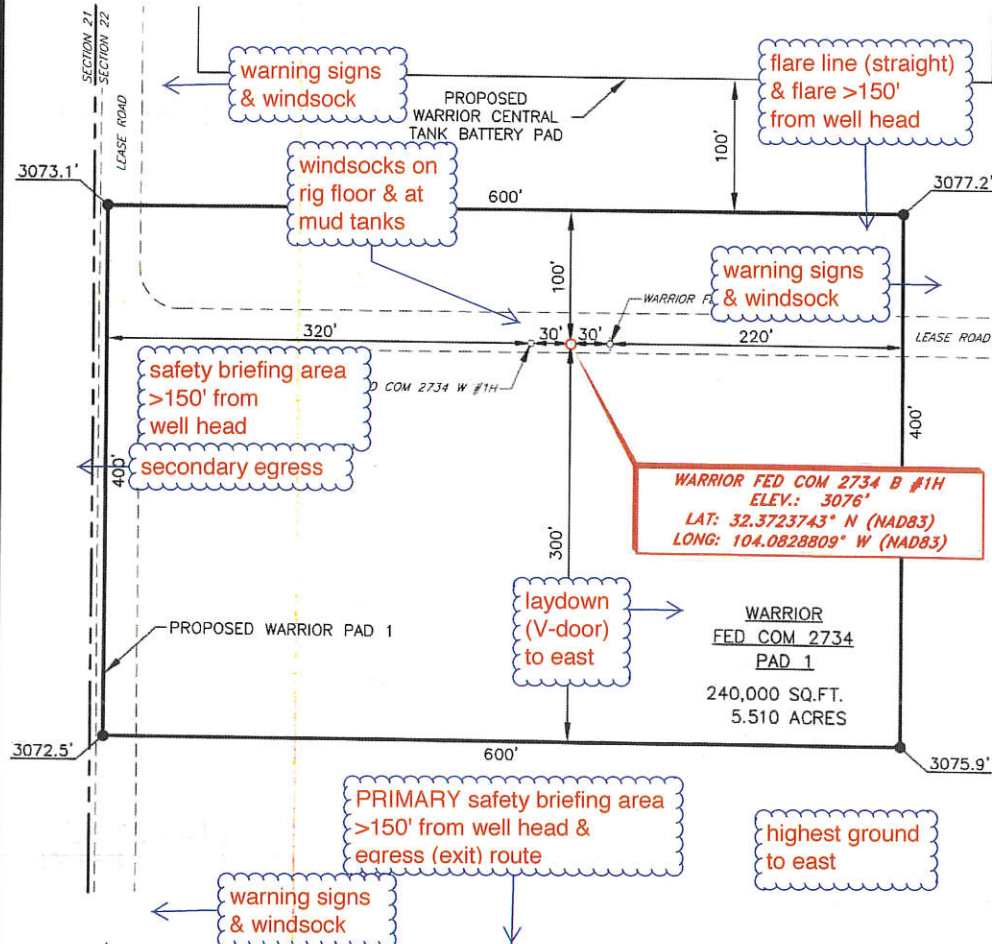 SECTION 21
SECTION 22
LEASE ROAD
warning signs
& windsock
PROPOSED
WARRIOR CENTRAL
TANK BATTERY PAD
flare line (straight)
& flare >150'
from well head
100'
3073.1'
windsocks on
rig floor & at
mud tanks
600'
3077.2'
100'
warning signs
& windsock
WARRIOR F
320'
30'
30'
220'
LEASE ROAD
safety briefing area
>150' from
well head
COM 2734 W #1H
400'
secondary egress
400'
WARRIOR FED COM 2734 B #1H
ELEV.: 3076'
LAT: 32.3723743° N (NAD83)
LONG: 104.0828809° W (NAD83)
300'
laydown
(V-door)
to east
PROPOSED WARRIOR PAD 1
WARRIOR
FED COM 2734
PAD 1
240,000 SQ.FT.
5.510 ACRES
3072.5'
600'
3075.9'
PRIMARY safety briefing area
>150' from well head &
egress (exit) route
highest ground
to east
warning signs
& windsock